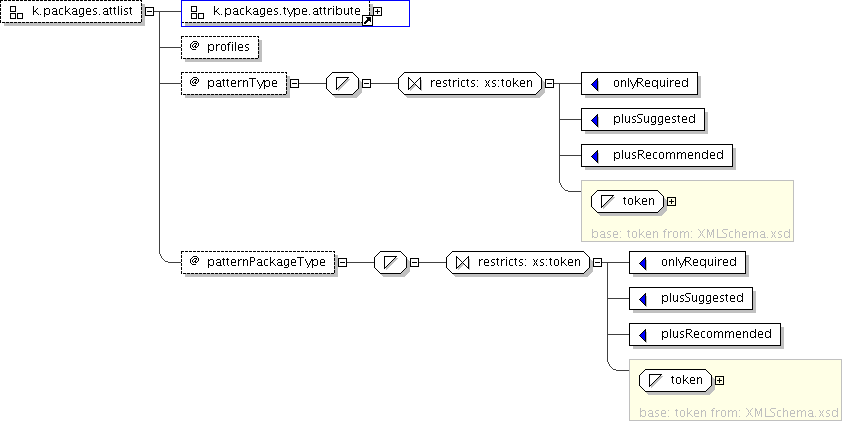 k.packages.attlist
k.packages.type.attribute
@ profiles
@ patternType
restricts: xs:token
onlyRequired
plusSuggested
plusRecommended
token
base: token from: XMLSchema.xsd
@ patternPackageType
restricts: xs:token
onlyRequired
plusSuggested
plusRecommended
token
base: token from: XMLSchema.xsd